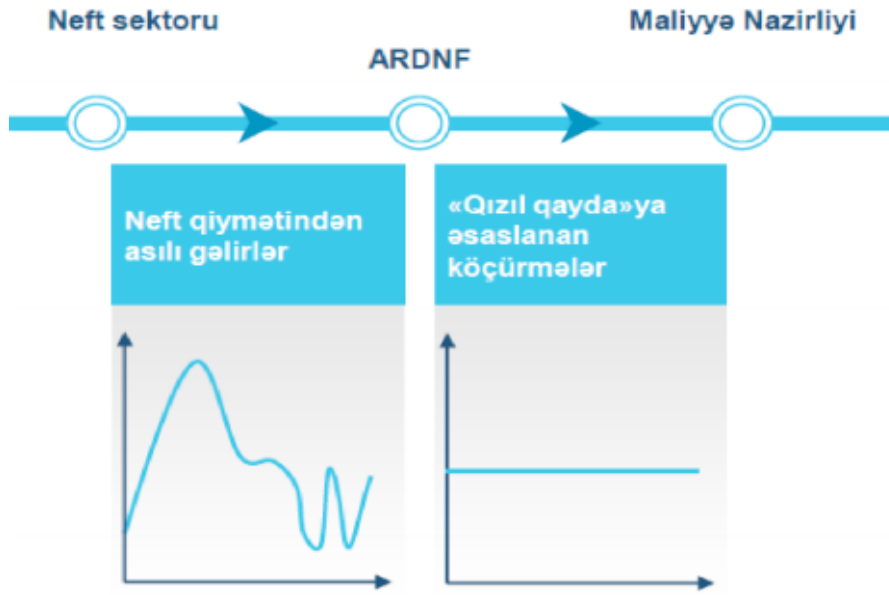 Neft sektoru
Maliyyə Nazirliyi
ARDNF
Neft qiymətindən
asılı gəlirlər
«Qızıl qayda»ya
əsaslanan
köçürmələr